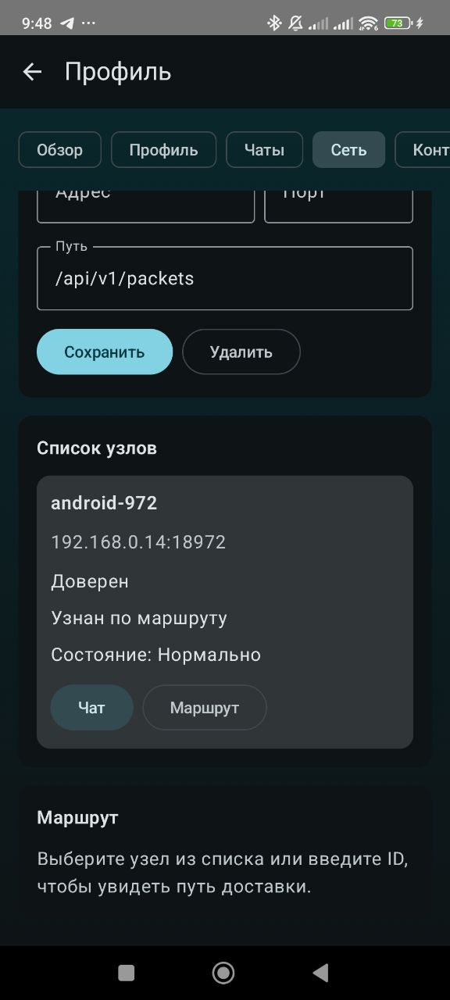 9:48
73
6
Профиль
Обзор
Профиль
Чаты
Сеть
Конт
Адрес
Порт
Путь
/api/v1/packets
Сохранить
Удалить
Список узлов
android-972
192.168.0.14:18972
Доверен
Узнан по маршруту
Состояние: Нормально
Чат
Маршрут
Маршрут
Выберите узел из списка или введите ID,
чтобы увидеть путь доставки.